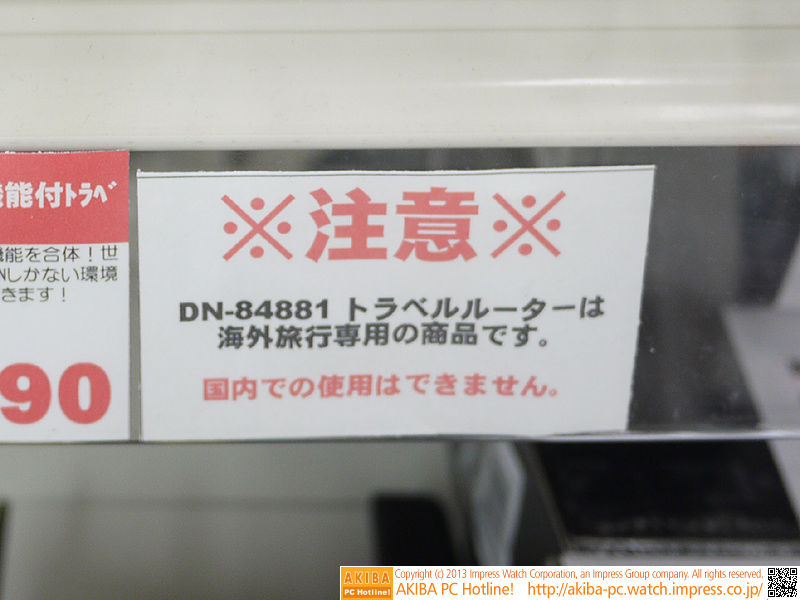 能付トラベ
機能を合体！世
Nしかない環境
きます！
90
※注意※
DN-84881 トラベルルーターは
海外旅行専用の商品です。
国内での使用はできません。
AKIBA
PC Hotline!
Copyright (c) 2013 Impress Watch Corporation, an Impress Group company. All rights reserved.
AKIBA PC Hotline! http://akiba-pc.watch.impress.co.jp/